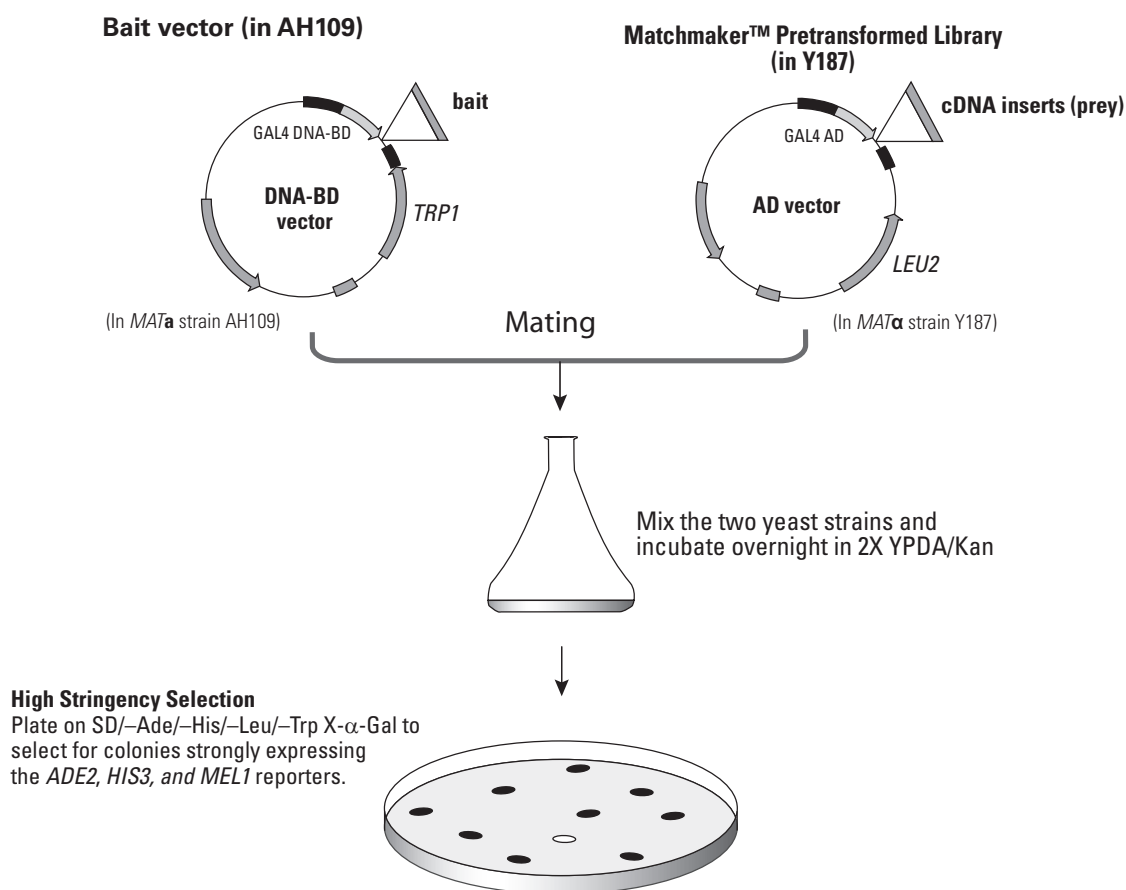 Bait vector (in AH109)
Matchmaker™ Pretransformed Library
(in Y187)
bait
GAL4 DNA-BD
DNA-BD
vector
TRP1
(In MATa strain AH109)
cDNA inserts (prey)
GAL4 AD
AD vector
LEU2
(In MATα strain Y187)
Mating
Mix the two yeast strains and
incubate overnight in 2X YPDA/Kan
High Stringency Selection
Plate on SD/–Ade/–His/–Leu/–Trp X-α-Gal to
select for colonies strongly expressing
the ADE2, HIS3, and MEL1 reporters.